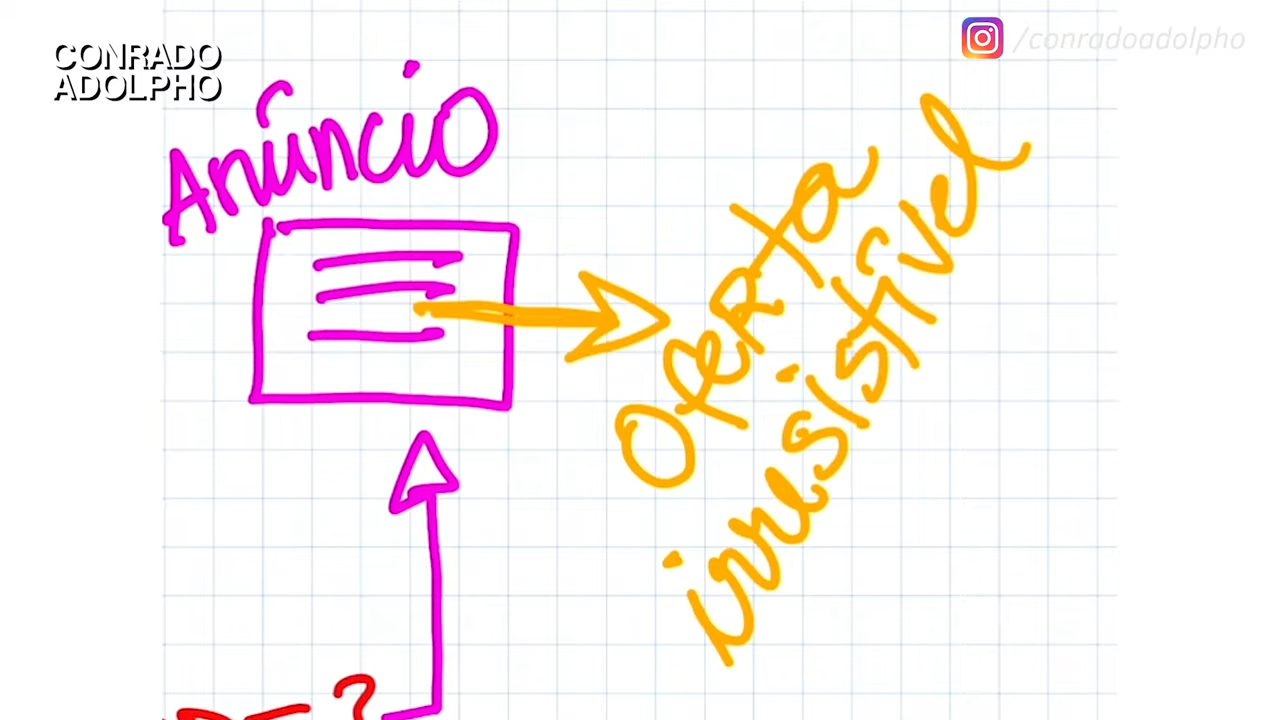 CONRADO
ADOLPHO
/conradoadolpho
Anúncio
Oferta
irresistível
?